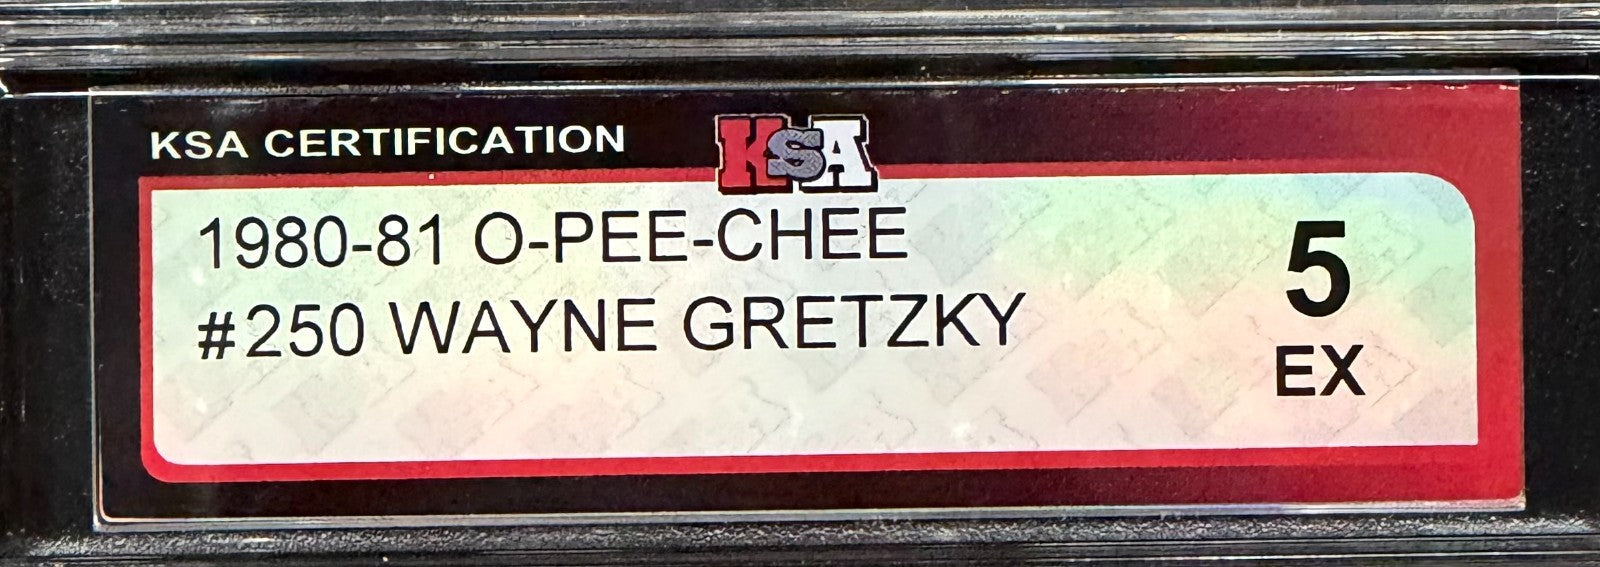 KSA CERTIFICATION
KSA
1980-81 O-PEE-CHEE
#250 WAYNE GRETZKY
5
EX